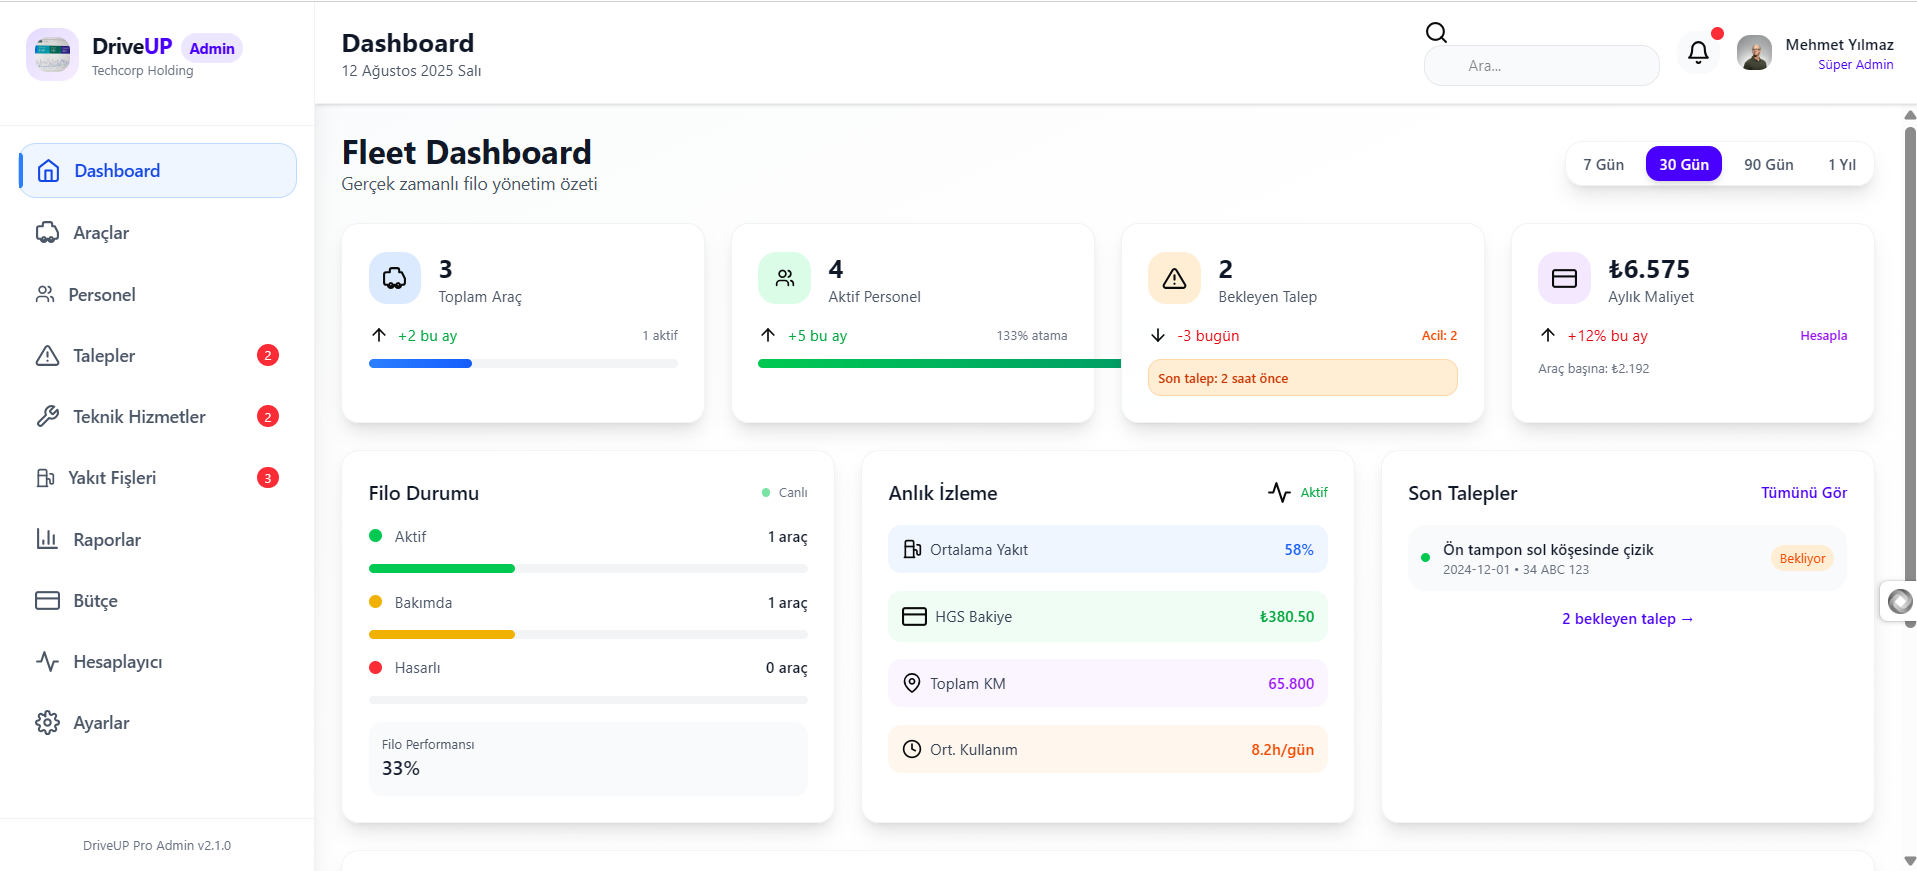 DriveUP Admin
Techcorp Holding
Dashboard
12 Ağustos 2025 Salı
Ara...
Mehmet Yılmaz
Süper Admin
Dashboard
Araçlar
Personel
Talepler 2
Teknik Hizmetler 2
Yakıt Fişleri 3
Raporlar
Bütçe
Hesaplayıcı
Ayarlar
DriveUP Pro Admin v2.1.0
Fleet Dashboard
Gerçek zamanlı filo yönetim özeti
7 Gün 30 Gün 90 Gün 1 Yıl
3
Toplam Araç
+2 bu ay 1 aktif
4
Aktif Personel
+5 bu ay 133% atama
2
Bekleyen Talep
-3 bugün Acil: 2
Son talep: 2 saat önce
₺6.575
Aylık Maliyet
+12% bu ay Hesapla
Araç başına: ₺2.192
Filo Durumu Canlı
Aktif 1 araç
Bakımda 1 araç
Hasarlı 0 araç
Filo Performansı
33%
Anlık İzleme Aktif
Ortalama Yakıt 58%
HGS Bakiye ₺380.50
Toplam KM 65.800
Ort. Kullanım 8.2h/gün
Son Talepler Tümünü Gör
Ön tampon sol köşesinde çizik
2024-12-01 • 34 ABC 123
Bekliyor
2 bekleyen talep →